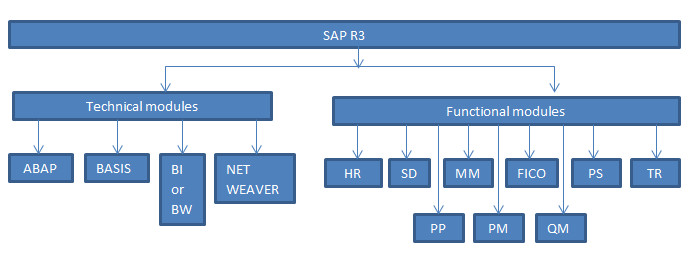 SAP R3
Technical modules
Functional modules
ABAP
BASIS
BI
or
BW
NET
WEAVER
HR
SD
MM
FICO
PS
TR
PP
PM
QM